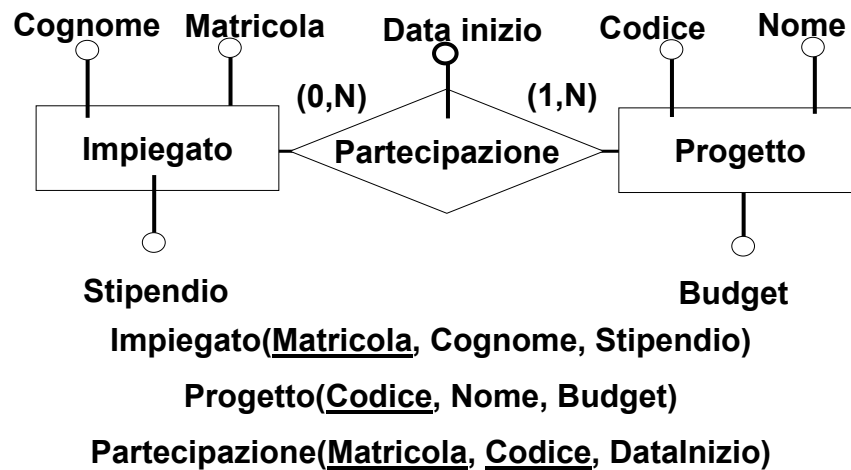 Cognome Matricola Data inizio Codice Nome
(0,N) (1,N)
Impiegato Partecipazione Progetto
Stipendio Budget
Impiegato(Matricola, Cognome, Stipendio)
Progetto(Codice, Nome, Budget)
Partecipazione(Matricola, Codice, DataInizio)